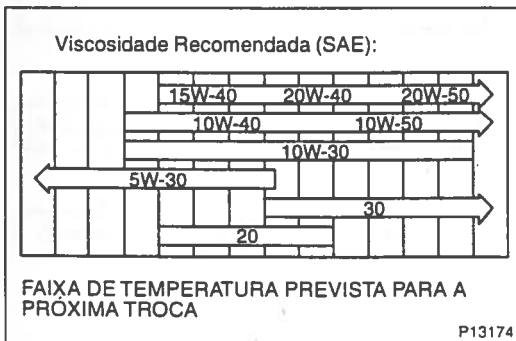 Viscosidade Recomendada (SAE):
15W-40 20W-40 20W-50
10W-40 10W-50
10W-30
5W-30
30
20
FAIXA DE TEMPERATURA PREVISTA PARA A
PRÓXIMA TROCA
P13174